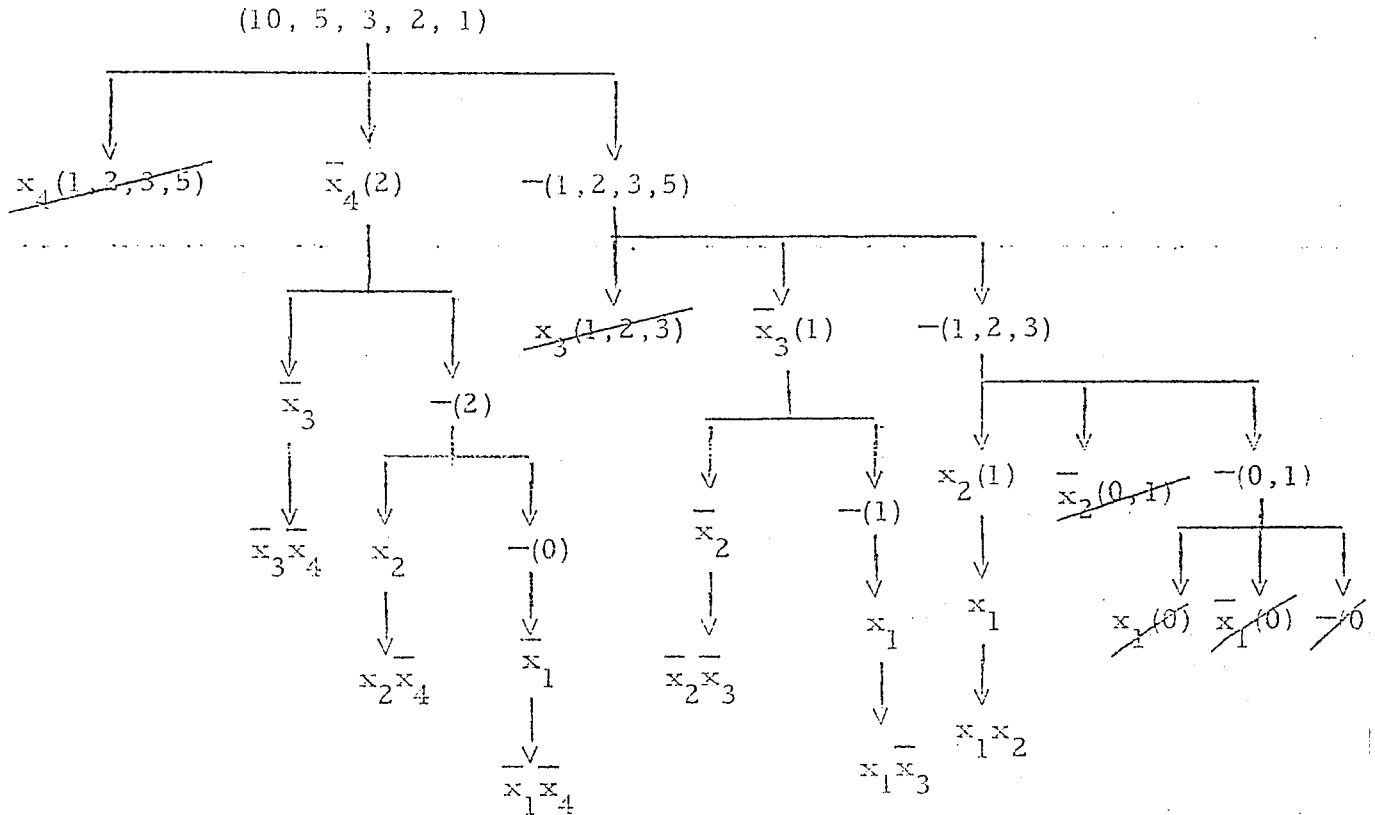 (10, 5, 3, 2, 1)
x₄(1,2,3,5) x̄₄(2) —(1,2,3,5)
x₃(1,2,3) x̄₃(1) —(1,2,3)
x̄₃ —(2)
x₂(1) x̄₂(0,1) —(0,1)
x̄₂ —(1)
x̄₃x̄₄ x₂ —(0)
x₁ x₁ x₁(0) x̄₁(0) —0
x₂x̄₄ x̄₁ x̄₂x̄₃
x₁x̄₃ x₁x₂
x̄₁x̄₄